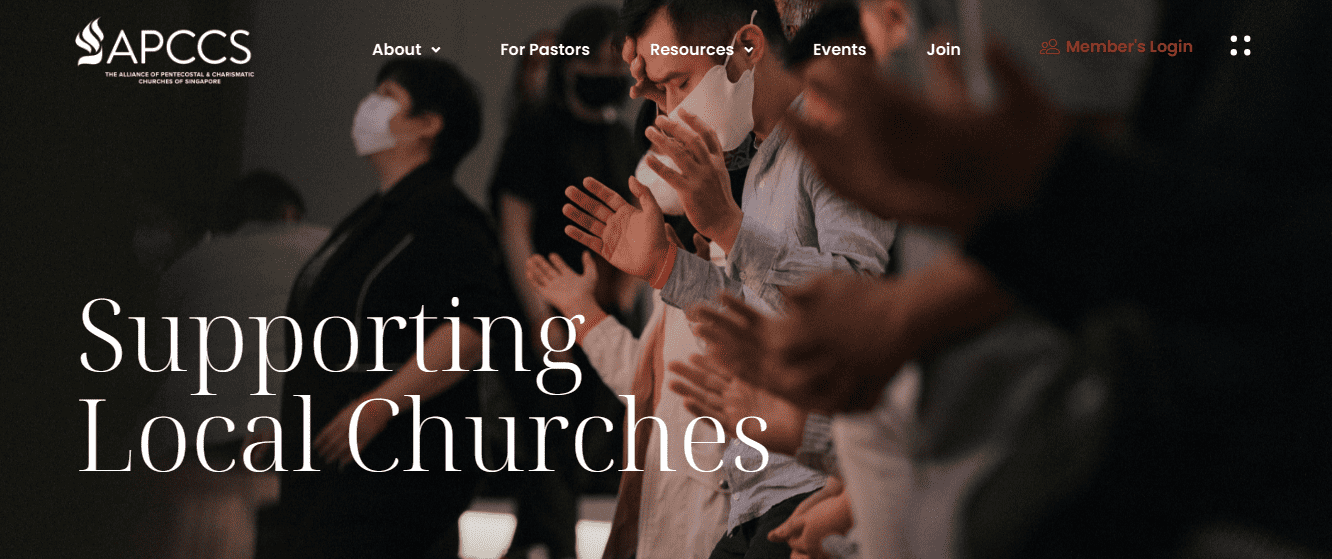 APCCS
THE ALLIANCE OF PENTECOSTAL & CHARISMATIC
CHURCHES OF SINGAPORE
About
For Pastors
Resources
Events
Join
Member's Login
Supporting
Local Churches